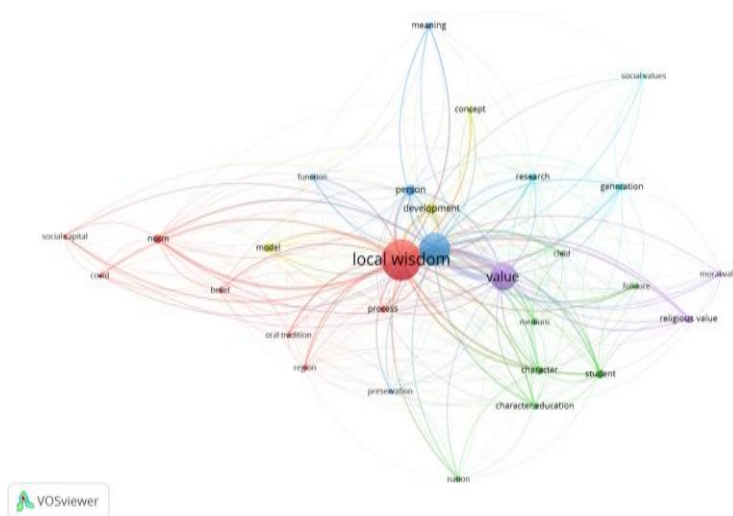 meaning
social values
concept
function
research
person
generation
development
social capital
norm
model
local wisdom
child
covid
value
moral val
belief
folklore
process
religious value
medium
oral tradition
region
character
student
preservation
character education
nation
VOSviewer